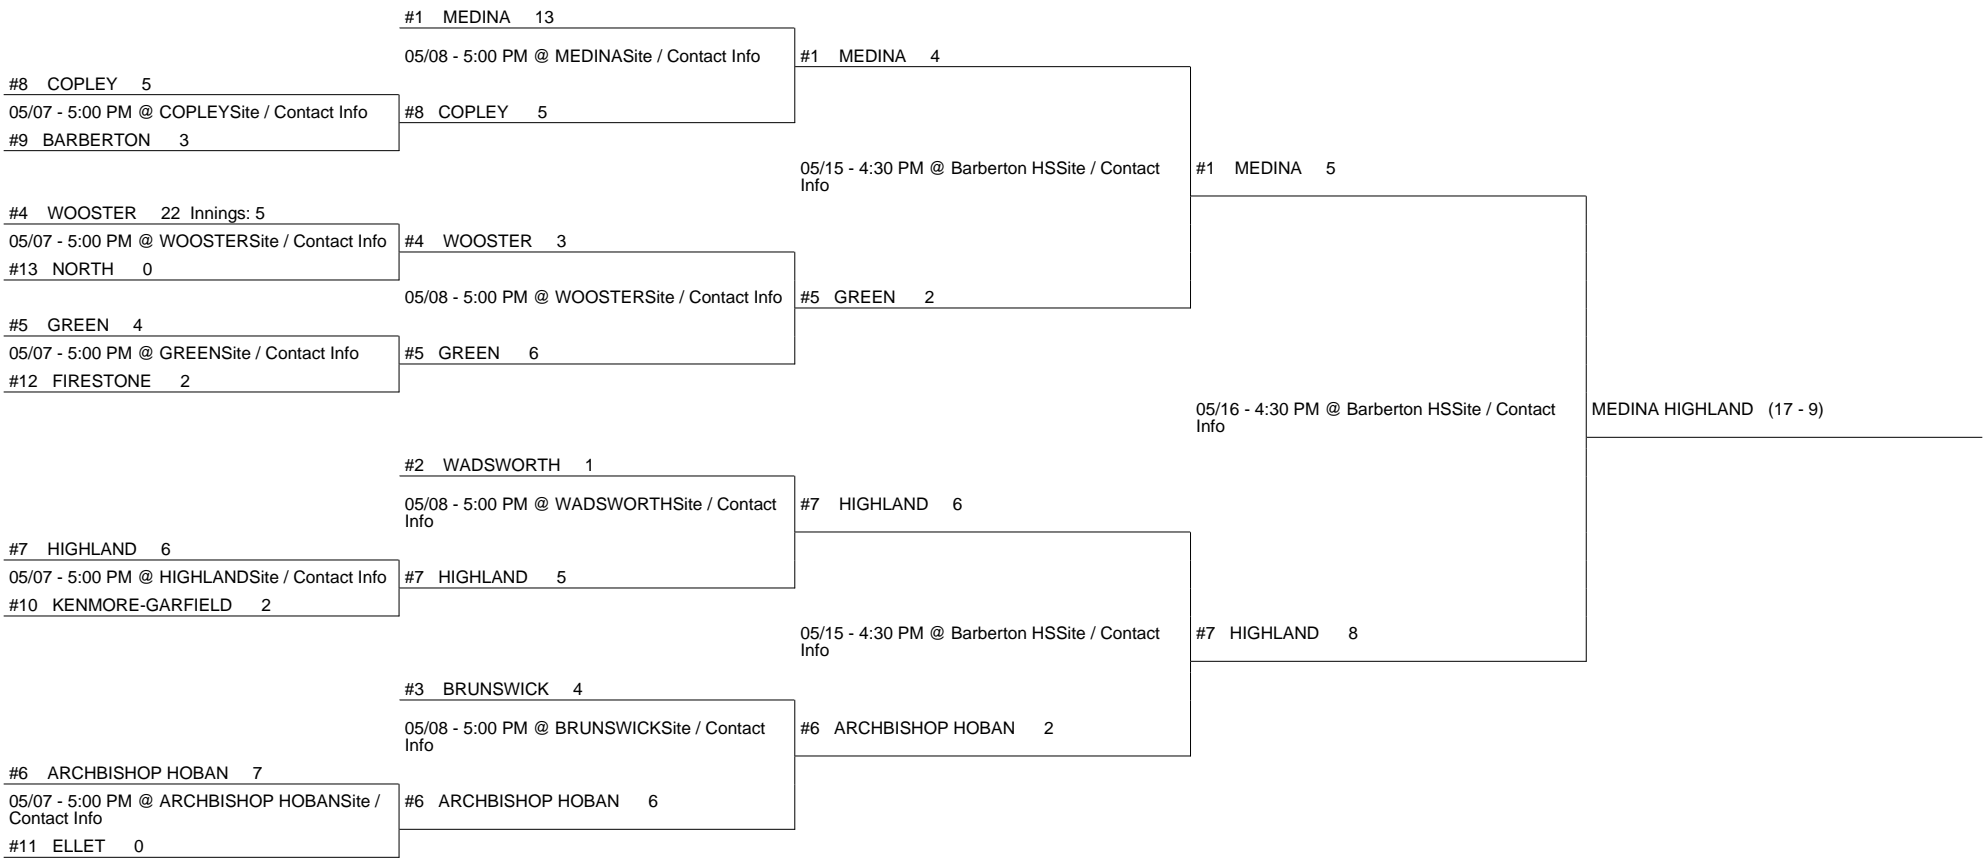 #1 MEDINA 13
05/08 - 5:00 PM @ MEDINASite / Contact Info
#1 MEDINA 4
#8 COPLEY 5
05/07 - 5:00 PM @ COPLEYSite / Contact Info
#8 COPLEY 5
#9 BARBERTON 3
05/15 - 4:30 PM @ Barberton HSSite / Contact
Info
#1 MEDINA 5
#4 WOOSTER 22 Innings: 5
05/07 - 5:00 PM @ WOOSTERSite / Contact Info
#4 WOOSTER 3
#13 NORTH 0
05/08 - 5:00 PM @ WOOSTERSite / Contact Info
#5 GREEN 2
#5 GREEN 4
05/07 - 5:00 PM @ GREENSite / Contact Info
#5 GREEN 6
#12 FIRESTONE 2
05/16 - 4:30 PM @ Barberton HSSite / Contact
Info
MEDINA HIGHLAND (17 - 9)
#2 WADSWORTH 1
05/08 - 5:00 PM @ WADSWORTHSite / Contact
Info
#7 HIGHLAND 6
#7 HIGHLAND 6
05/07 - 5:00 PM @ HIGHLANDSite / Contact Info
#7 HIGHLAND 5
#10 KENMORE-GARFIELD 2
05/15 - 4:30 PM @ Barberton HSSite / Contact
Info
#7 HIGHLAND 8
#3 BRUNSWICK 4
05/08 - 5:00 PM @ BRUNSWICKSite / Contact
Info
#6 ARCHBISHOP HOBAN 2
#6 ARCHBISHOP HOBAN 7
05/07 - 5:00 PM @ ARCHBISHOP HOBANSite /
Contact Info
#6 ARCHBISHOP HOBAN 6
#11 ELLET 0